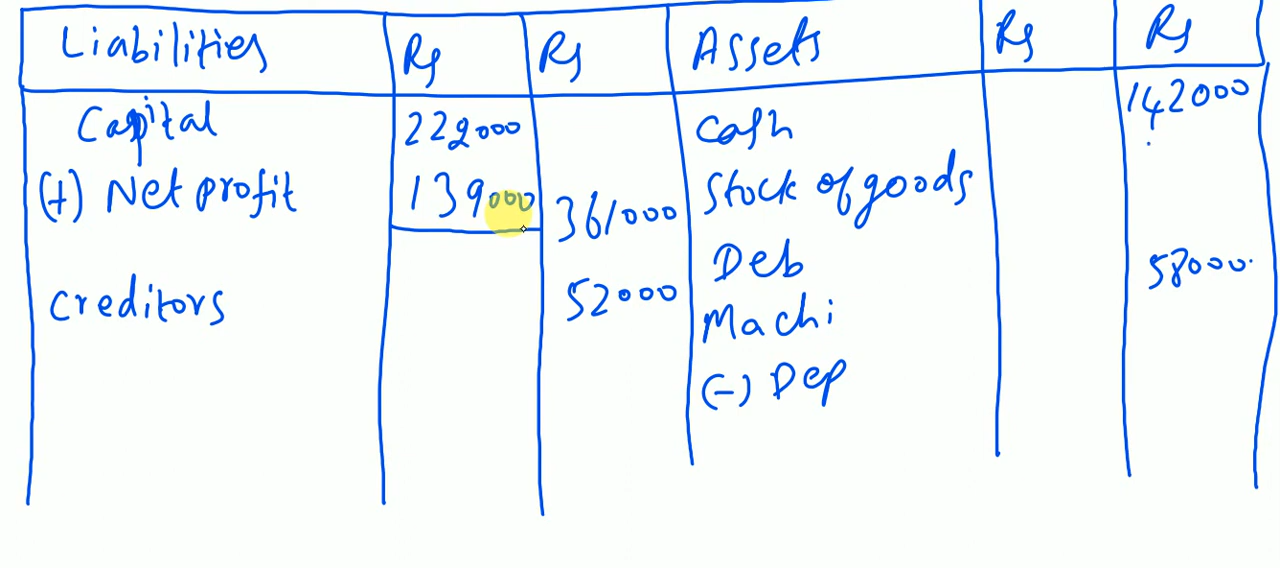 Liabilities Rs Rs Assets Rs Rs
Capital 222000 Cash 142000
(+) Net profit 139000 361000 Stock of goods
Deb 58000
Creditors 52000 Machi
(-) Dep